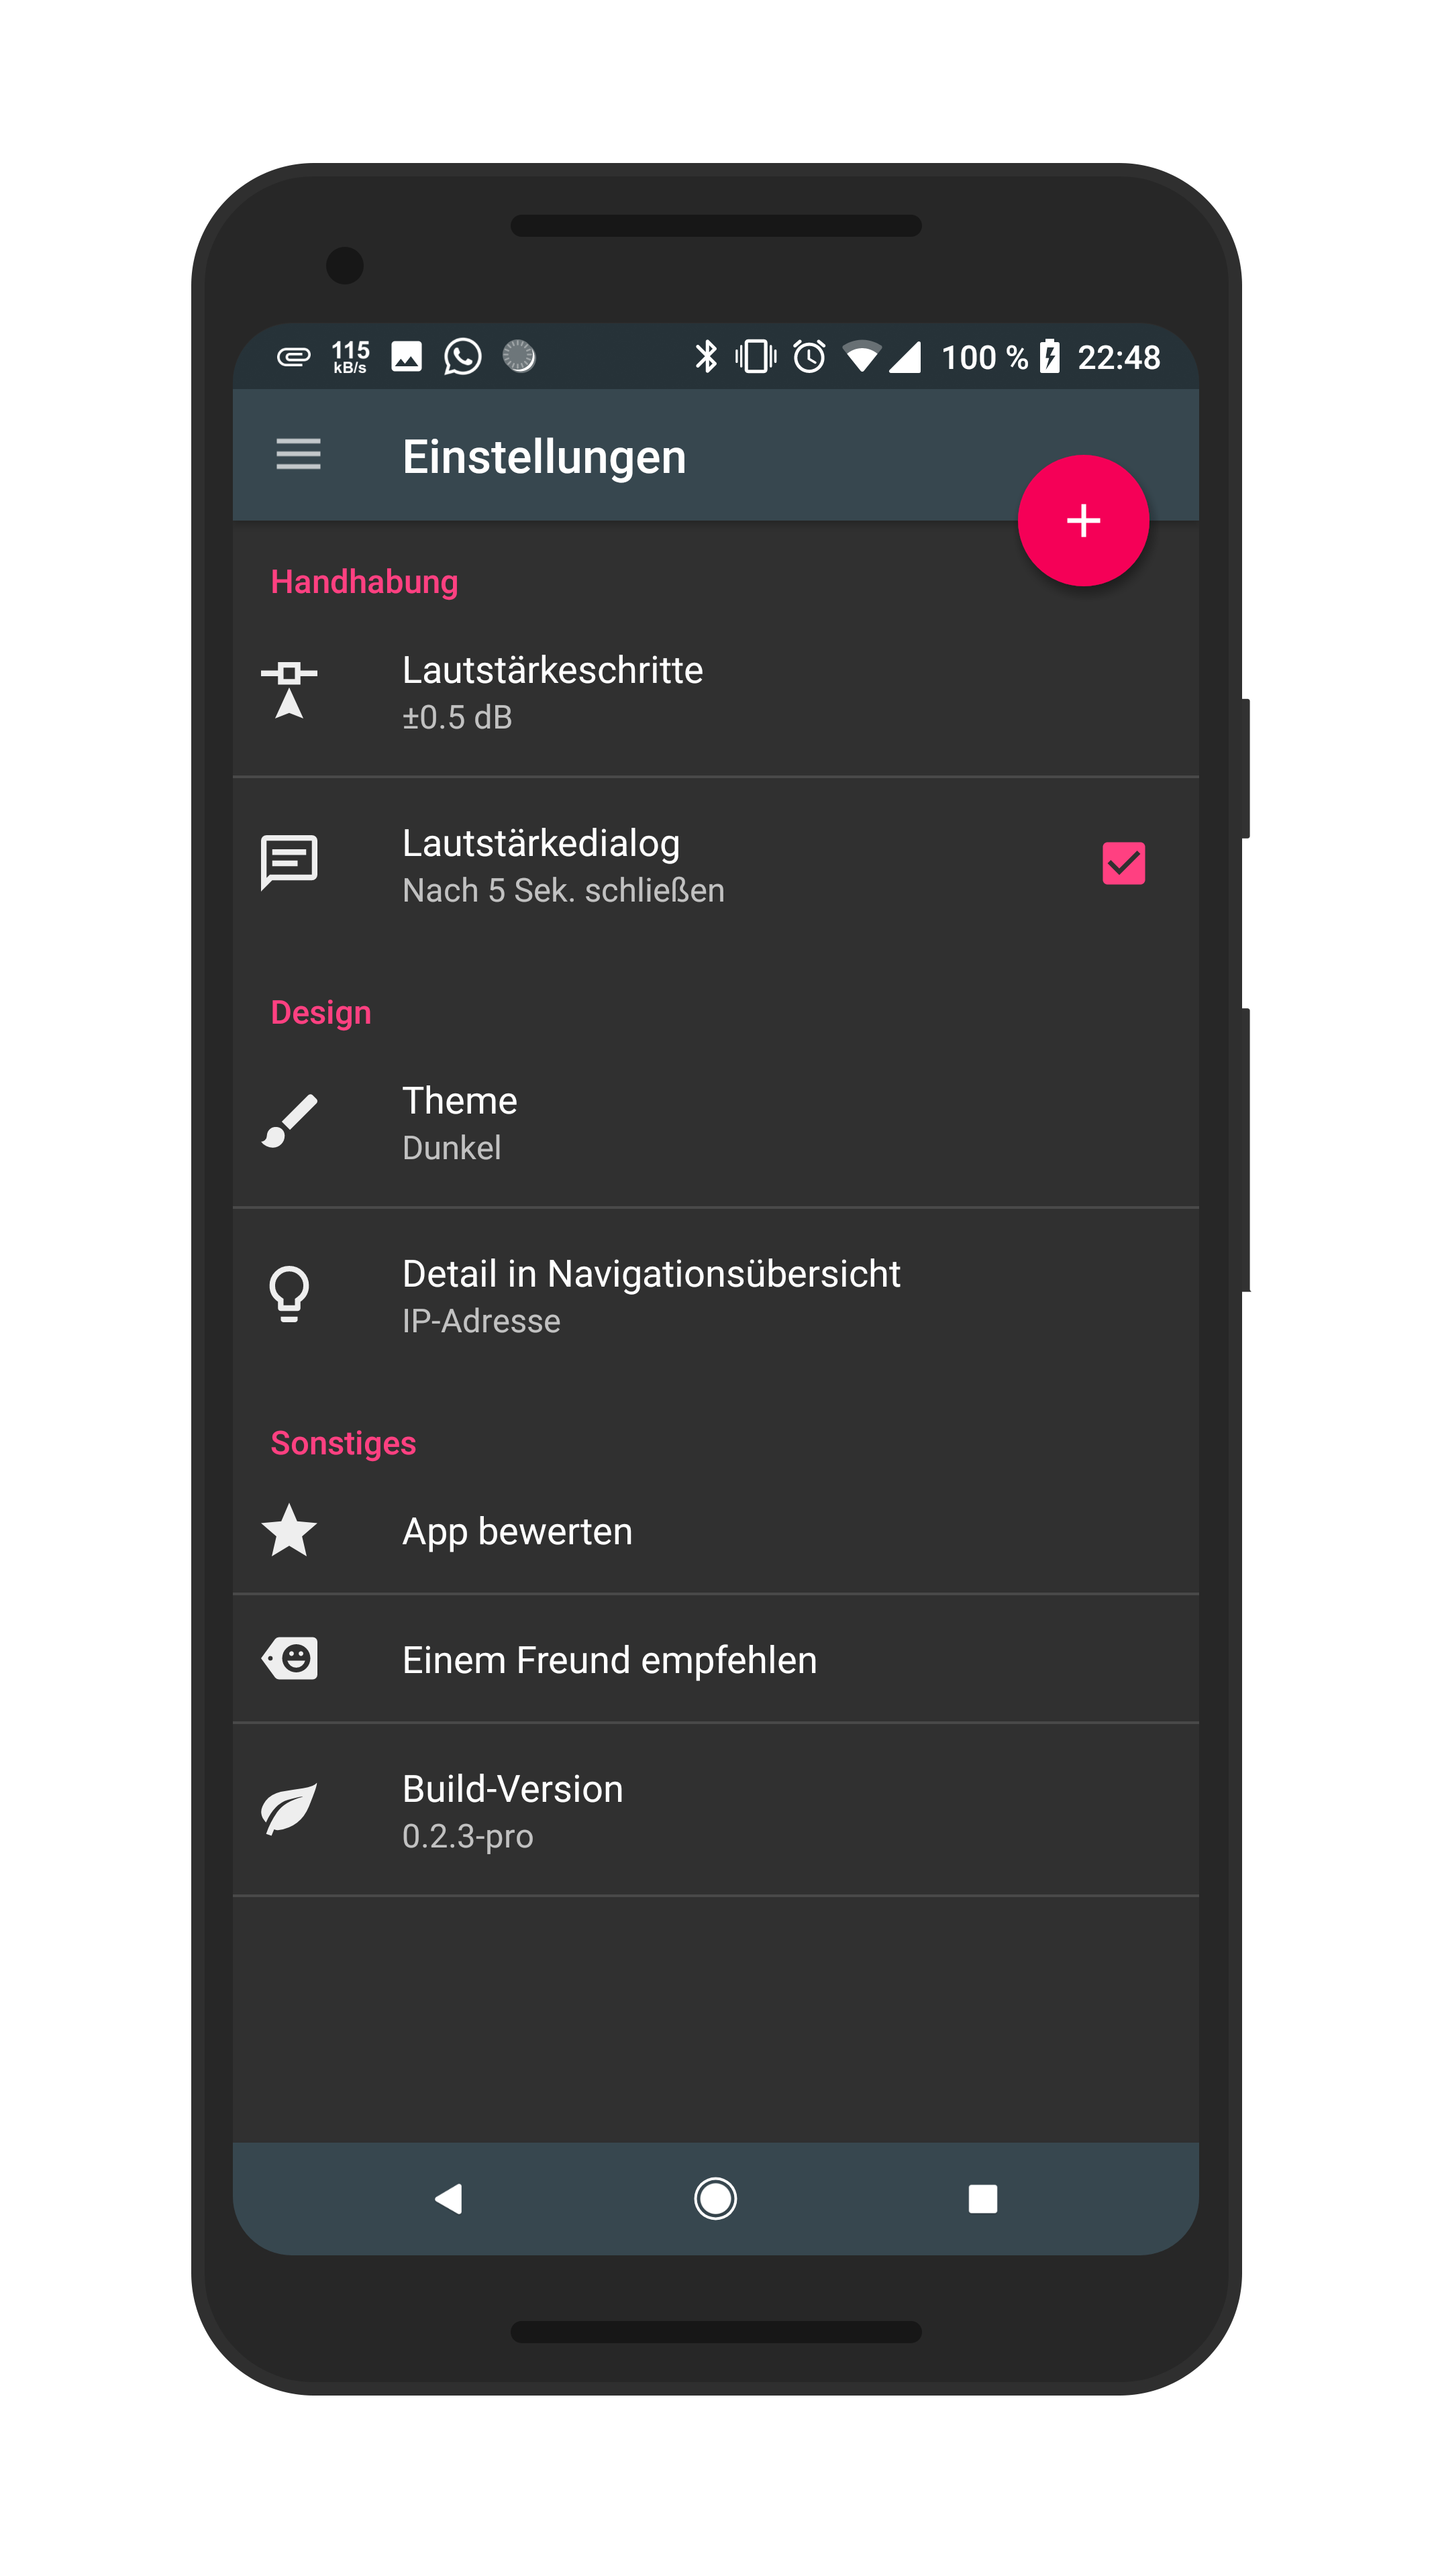 115
kB/s
100 %
22:48
Einstellungen
Handhabung
Lautstärkeschritte
±0.5 dB
Lautstärkedialog
Nach 5 Sek. schließen
Design
Theme
Dunkel
Detail in Navigationsübersicht
IP-Adresse
Sonstiges
App bewerten
Einem Freund empfehlen
Build-Version
0.2.3-pro